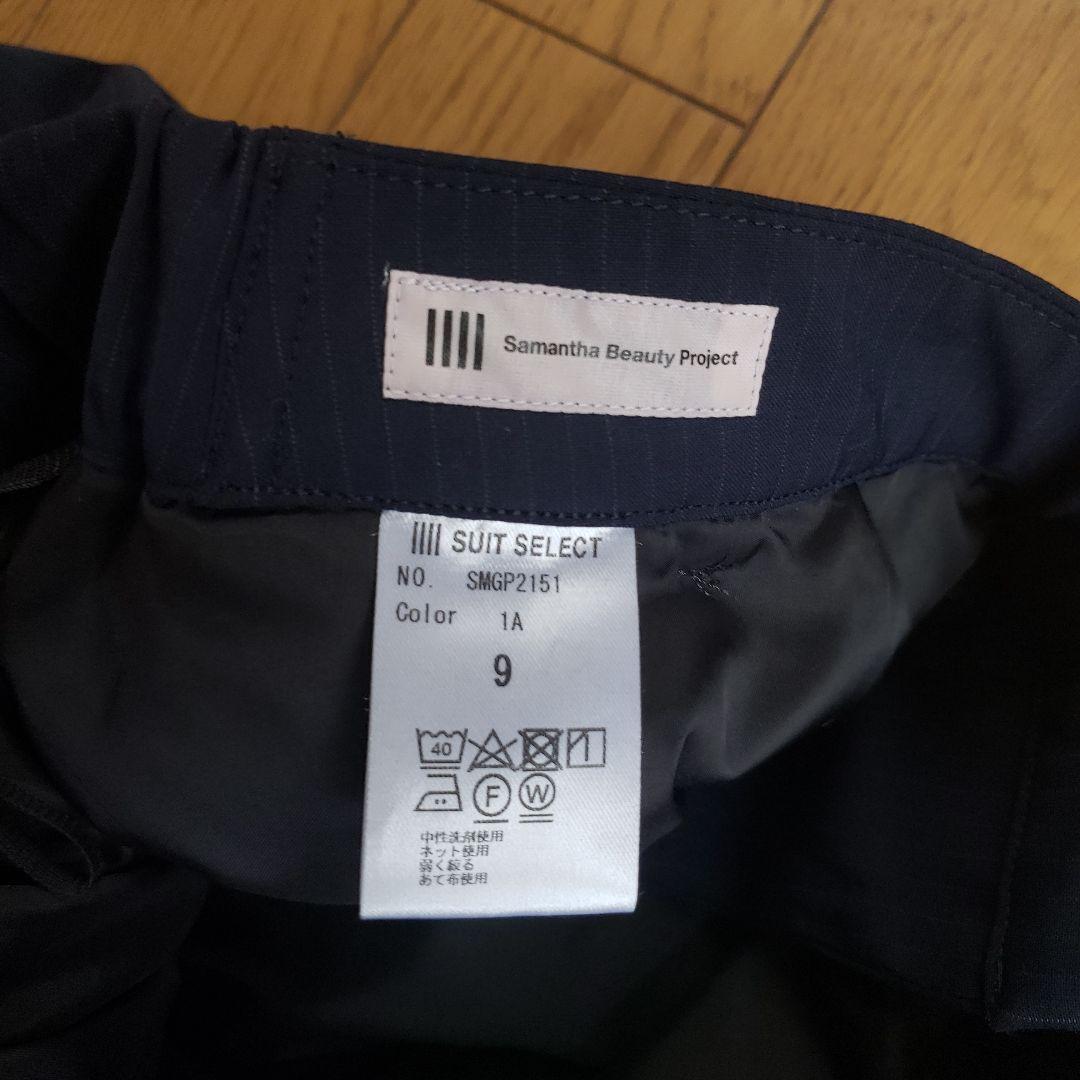 Samantha Beauty Project
SUIT SELECT
NO. SMGP2151
Color 1A
9
40
F W
中性洗剤使用
ネット使用
弱く絞る
あて布使用